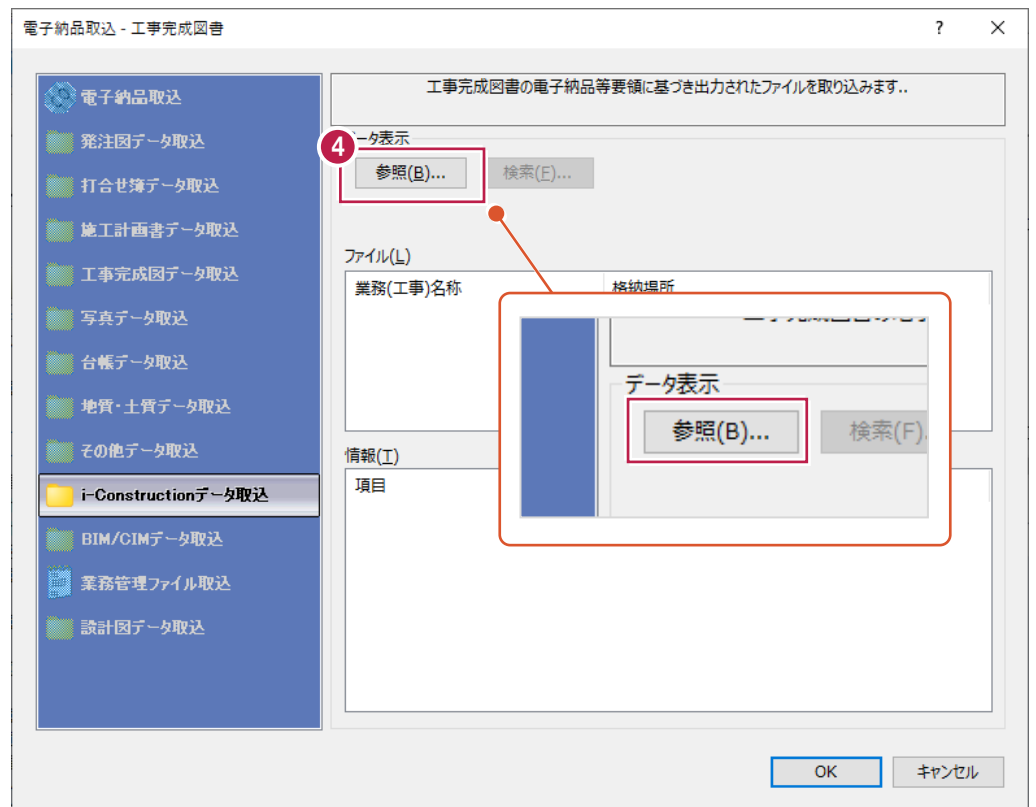 電子納品取込 - 工事完成図書
?
電子納品取込
発注図データ取込
打合せ簿データ取込
施工計画書データ取込
工事完成図データ取込
写真データ取込
台帳データ取込
地質・土質データ取込
その他データ取込
i-Constructionデータ取込
BIM/CIMデータ取込
業務管理ファイル取込
設計図データ取込
工事完成図書の電子納品等要領に基づき出力されたファイルを取り込みます..
4
ータ表示
参照(B)... 検索(F)...
ファイル(L)
業務(工事)名称 格納場所
情報(I)
項目
データ表示
参照(B)... 検索(F).
OK キャンセル